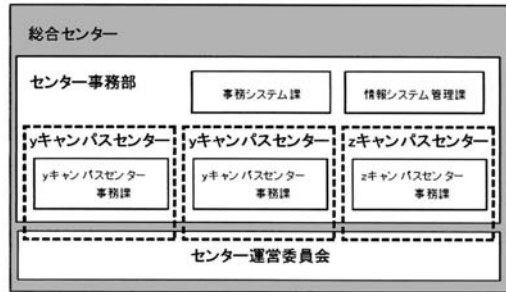 総合センター
センター事務部
事務システム課
情報システム管理課
yキャンパスセンター
yキャンパスセンター
zキャンパスセンター
yキャンパスセンター
事務課
yキャンパスセンター
事務課
zキャンパスセンター
事務課
センター運営委員会